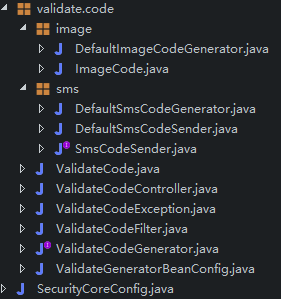 validate.code
image
DefaultImageCodeGenerator.java
ImageCode.java
sms
DefaultSmsCodeGenerator.java
DefaultSmsCodeSender.java
SmsCodeSender.java
ValidateCode.java
ValidateCodeController.java
ValidateCodeException.java
ValidateCodeFilter.java
ValidateCodeGenerator.java
ValidateGeneratorBeanConfig.java
SecurityCoreConfig.java